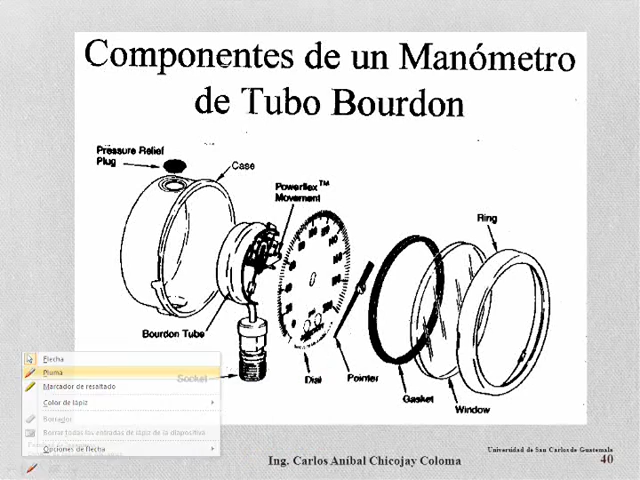 Componentes de un Manómetro
de Tubo Bourdon
Pressure Relief
Plug
Case
Powerflex™
Movement
Ring
Bourdon Tube
Socket
Dial
Pointer
Gasket
Window
Flecha
Pluma
Marcador de resaltado
Color de lápiz
Borrador
Borrar todas las entradas de lápiz de la diapositiva
Opciones de flecha
Universidad de San Carlos de Guatemala
Ing. Carlos Aníbal Chicojay Coloma
40